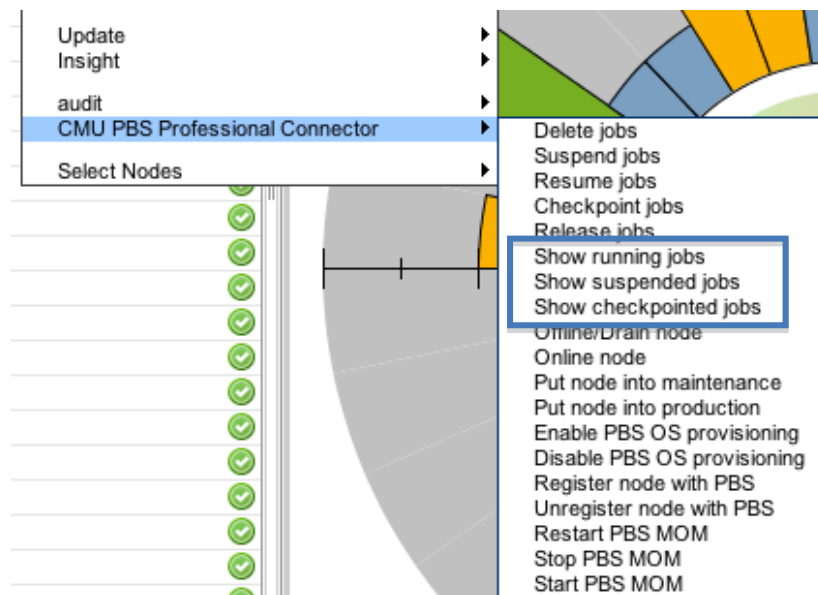 Update
Insight
audit
CMU PBS Professional Connector
Select Nodes
Delete jobs
Suspend jobs
Resume jobs
Checkpoint jobs
Release jobs
Show running jobs
Show suspended jobs
Show checkpointed jobs
Offline/Drain node
Online node
Put node into maintenance
Put node into production
Enable PBS OS provisioning
Disable PBS OS provisioning
Register node with PBS
Unregister node with PBS
Restart PBS MOM
Stop PBS MOM
Start PBS MOM